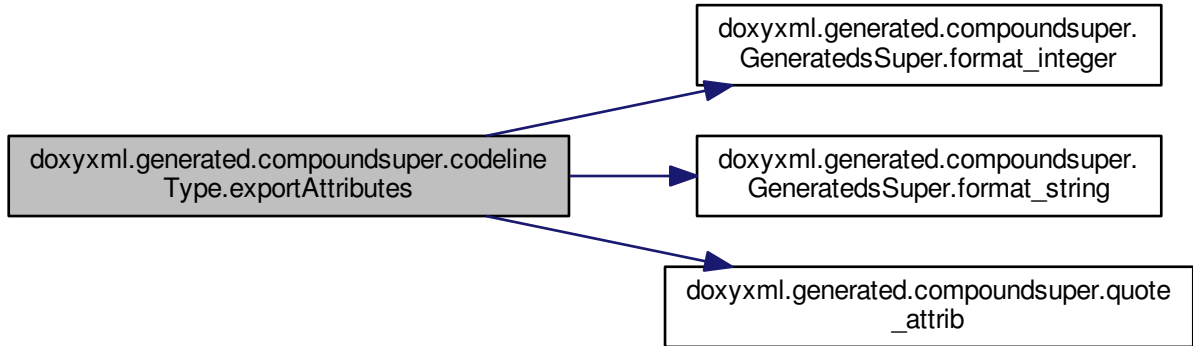 doxyxml.generated.compoundsuper.
GeneratedsSuper.format_integer
doxyxml.generated.compoundsuper.codeline
Type.exportAttributes
doxyxml.generated.compoundsuper.
GeneratedsSuper.format_string
doxyxml.generated.compoundsuper.quote
_attrib